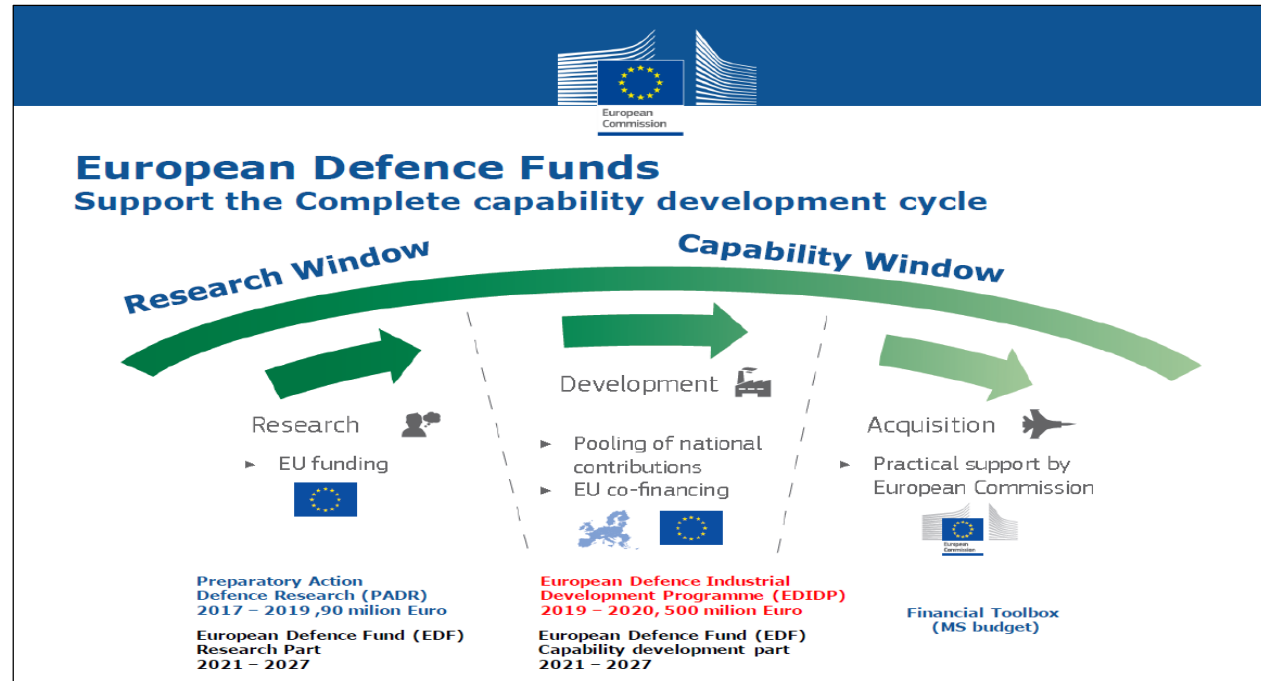 European
Commission
European Defence Funds
Support the Complete capability development cycle
Research Window
Capability Window
Research
► EU funding
Development
► Pooling of national
contributions
► EU co-financing
Acquisition
► Practical support by
European Commission
European
Commission
Preparatory Action
Defence Research (PADR)
2017 – 2019 ,90 milion Euro
European Defence Fund (EDF)
Research Part
2021 – 2027
European Defence Industrial
Development Programme (EDIDP)
2019 – 2020, 500 milion Euro
European Defence Fund (EDF)
Capability development part
2021 – 2027
Financial Toolbox
(MS budget)